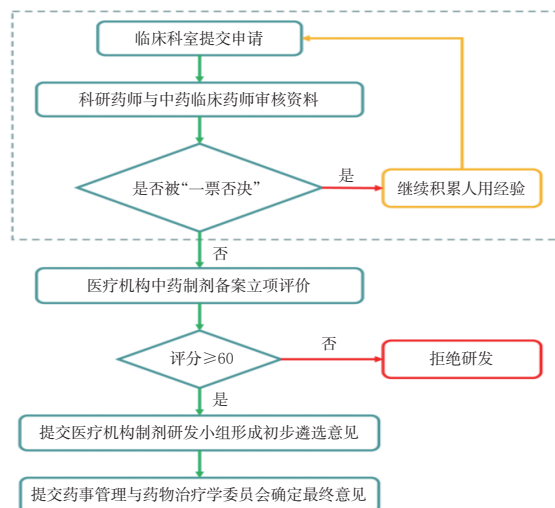 临床科室提交申请
科研药师与中药临床药师审核资料
是否被“一票否决”
是
继续积累人用经验
否
医疗机构中药制剂备案立项评价
评分≥60
否
拒绝研发
是
提交医疗机构制剂研发小组形成初步遴选意见
提交药事管理与药物治疗学委员会确定最终意见